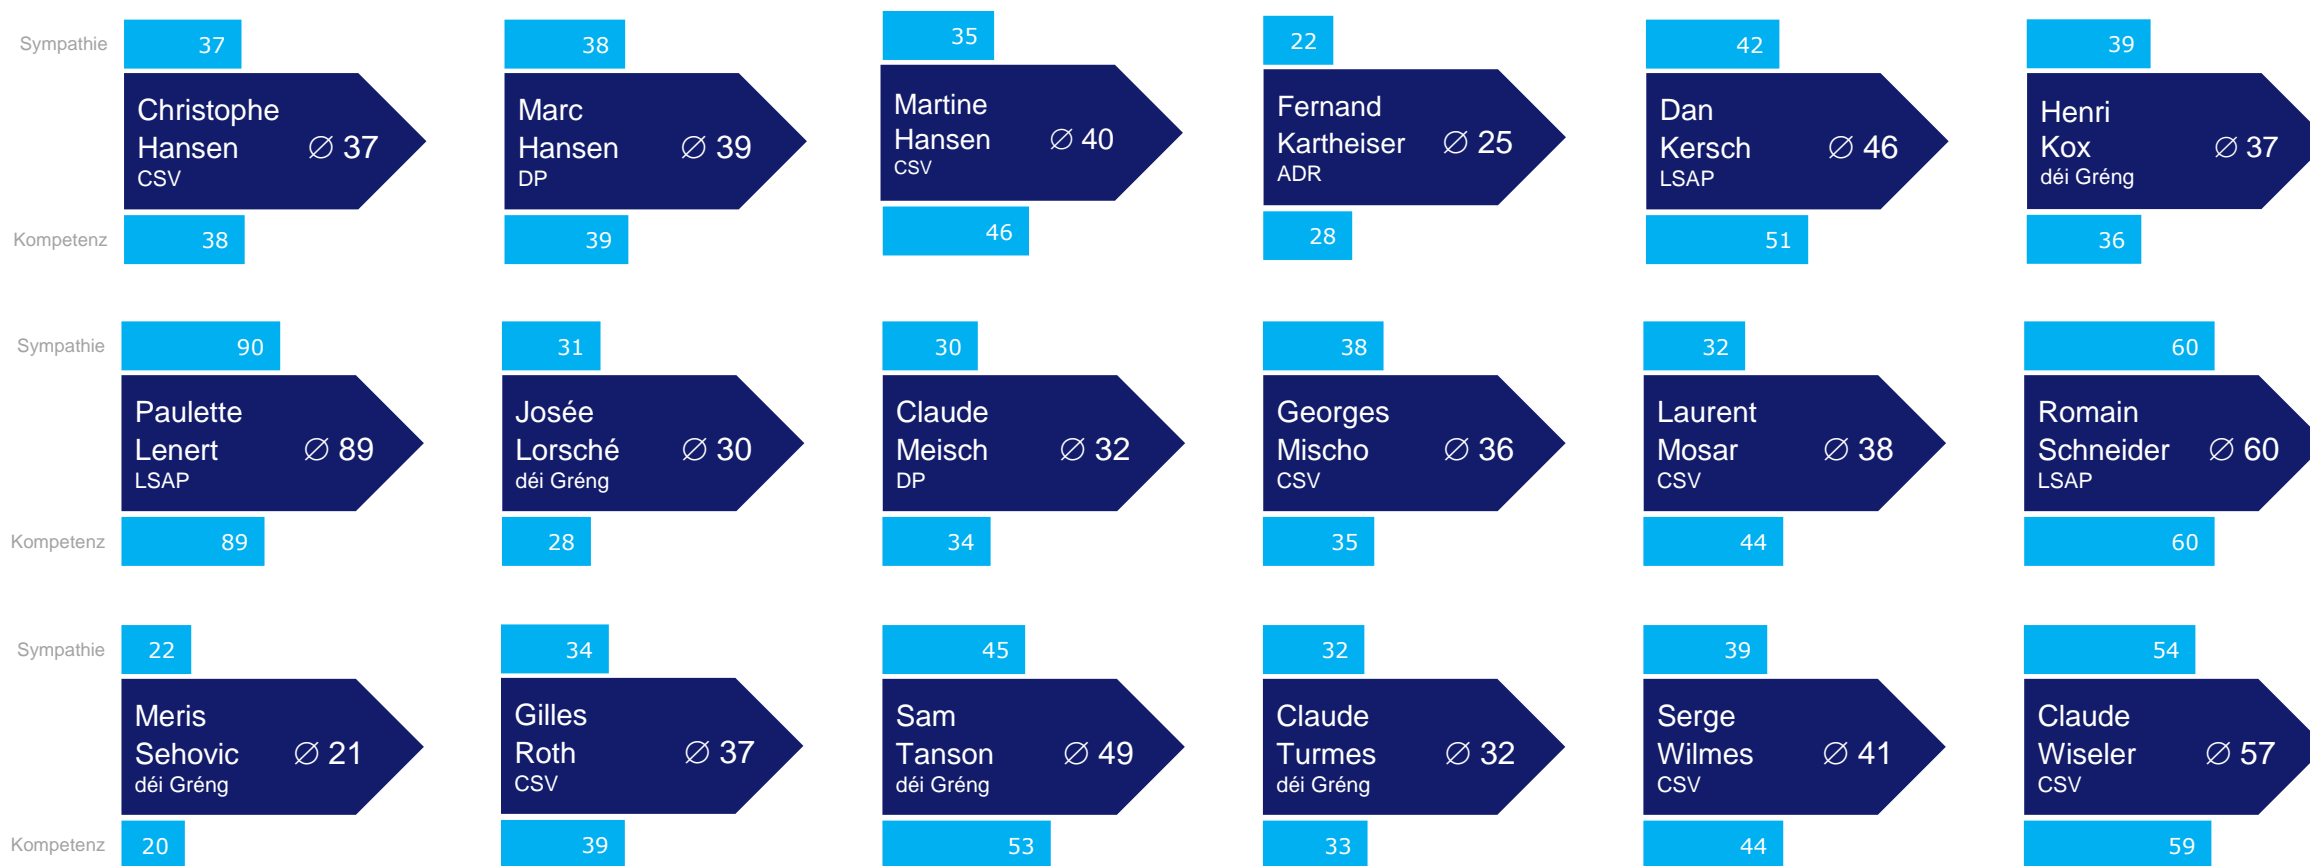 Sympathie
37
38
35
22
42
39
Christophe
Hansen
CSV
∅ 37
Marc
Hansen
DP
∅ 39
Martine
Hansen
CSV
∅ 40
Fernand
Kartheiser
ADR
∅ 25
Dan
Kersch
LSAP
∅ 46
Henri
Kox
déi Gréng
∅ 37
Kompetenz
38
39
46
28
51
36
Sympathie
90
31
30
38
32
60
Paulette
Lenert
LSAP
∅ 89
Josée
Lorsché
déi Gréng
∅ 30
Claude
Meisch
DP
∅ 32
Georges
Mischo
CSV
∅ 36
Laurent
Mosar
CSV
∅ 38
Romain
Schneider
LSAP
∅ 60
Kompetenz
89
28
34
35
44
60
Sympathie
22
34
45
32
39
54
Meris
Sehovic
déi Gréng
∅ 21
Gilles
Roth
CSV
∅ 37
Sam
Tanson
déi Gréng
∅ 49
Claude
Turmes
déi Gréng
∅ 32
Serge
Wilmes
CSV
∅ 41
Claude
Wiseler
CSV
∅ 57
Kompetenz
20
39
53
33
44
59